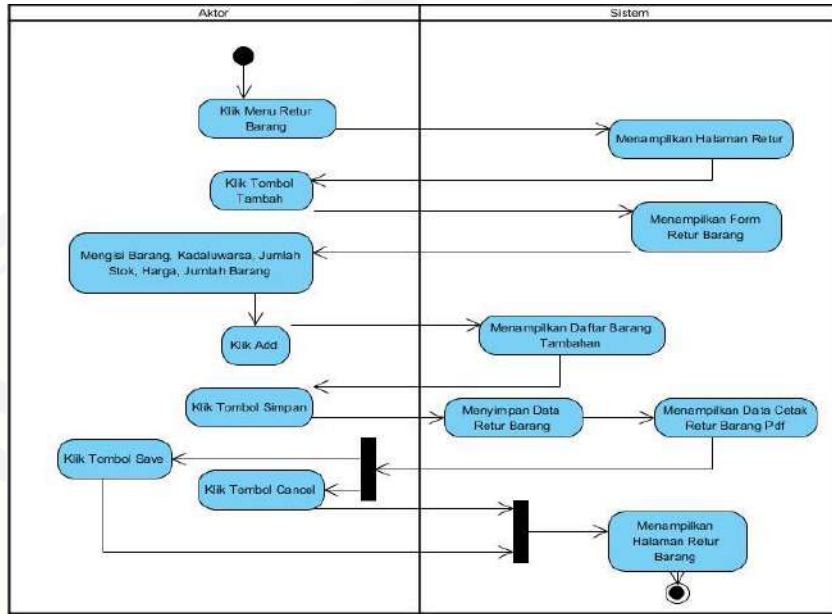 Aktor
Sistem
Klik Menu Retur
Barang
Menampilkan Halaman Retur
Klik Tombol
Tambah
Menampilkan Form
Retur Barang
Mengisi Barang, Kadaluwarsa, Jumlah
Stok, Harga, Jumlah Barang
Klik Add
Menampilkan Daftar Barang
Tambahan
Klik Tombol Simpan
Menyimpan Data
Retur Barang
Menampilkan Data Cetak
Retur Barang Pdf
Klik Tombol Save
Klik Tombol Cancel
Menampilkan
Halaman Retur
Barang